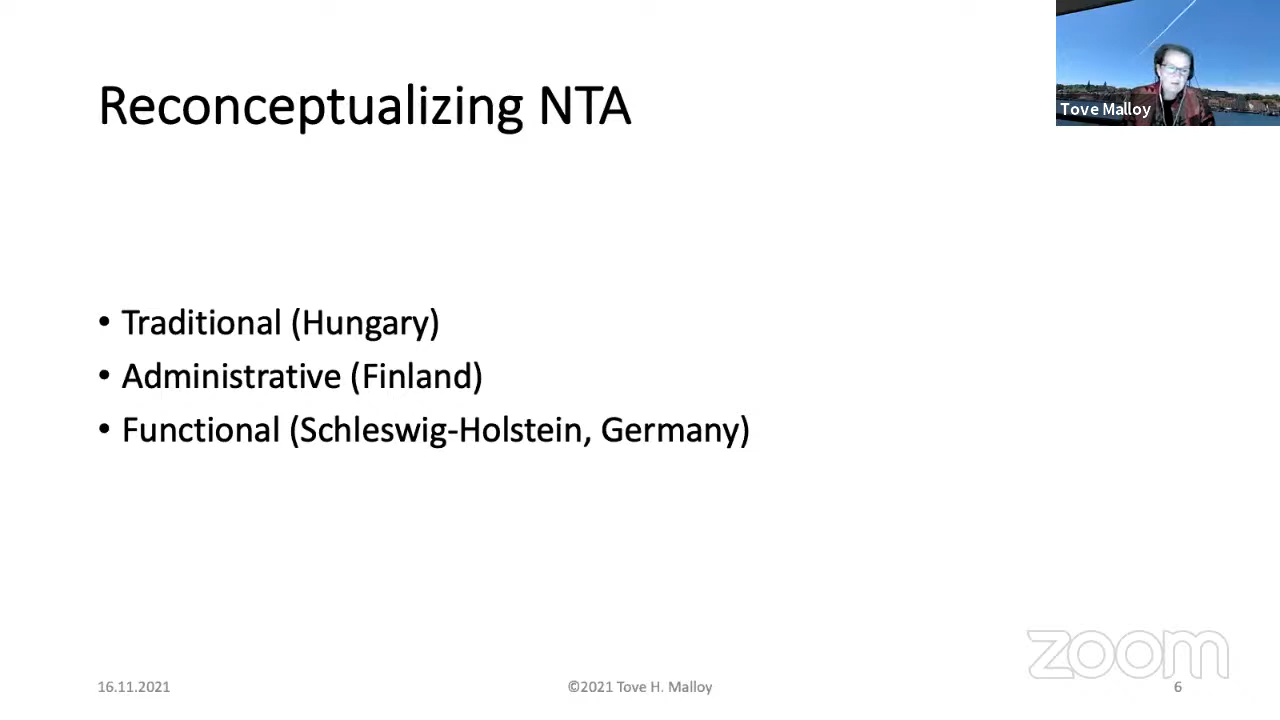 Reconceptualizing NTA
Tove Malloy
• Traditional (Hungary)
• Administrative (Finland)
• Functional (Schleswig-Holstein, Germany)
zoom
16.11.2021
©2021 Tove H. Malloy
6